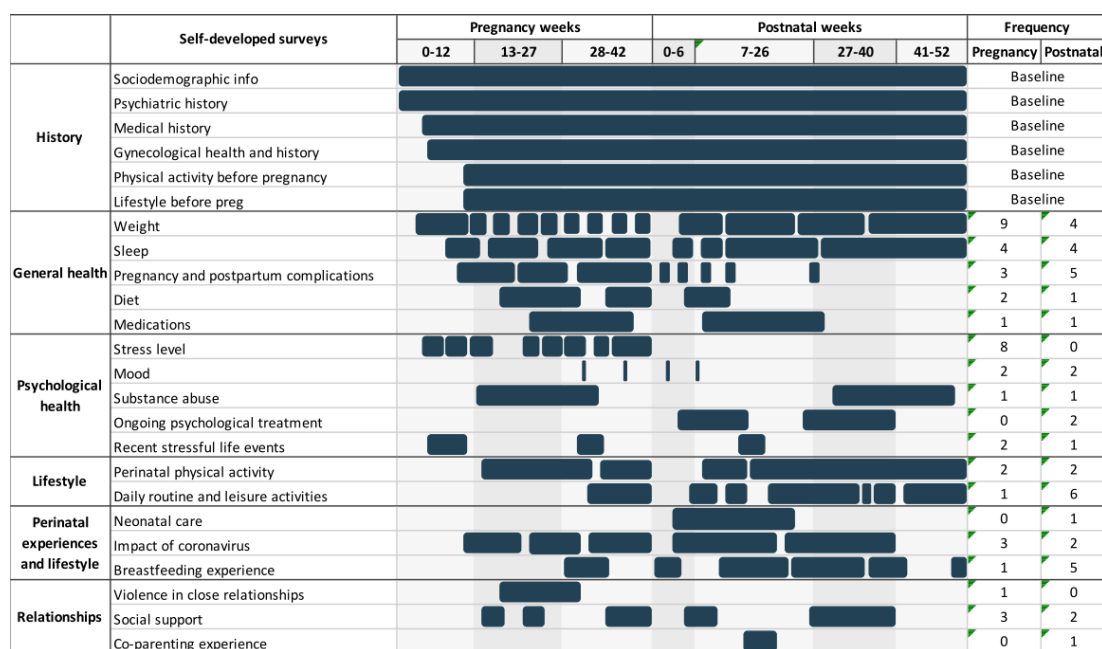 Self-developed surveys Pregnancy weeks Postnatal weeks Frequency
0-12 13-27 28-42 0-6 7-26 27-40 41-52 Pregnancy Postnatal
History
Sociodemographic info Baseline
Psychiatric history Baseline
Medical history Baseline
Gynecological health and history Baseline
Physical activity before pregnancy Baseline
Lifestyle before preg Baseline
General health
Weight 9 4
Sleep 4 4
Pregnancy and postpartum complications 3 5
Diet 2 1
Medications 1 1
Psychological
health
Stress level 8 0
Mood 2 2
Substance abuse 1 1
Ongoing psychological treatment 0 2
Recent stressful life events 2 1
Lifestyle
Perinatal physical activity 2 2
Daily routine and leisure activities 1 6
Perinatal
experiences
and lifestyle
Neonatal care 0 1
Impact of coronavirus 3 2
Breastfeeding experience 1 5
Relationships
Violence in close relationships 1 0
Social support 3 2
Co-parenting experience 0 1